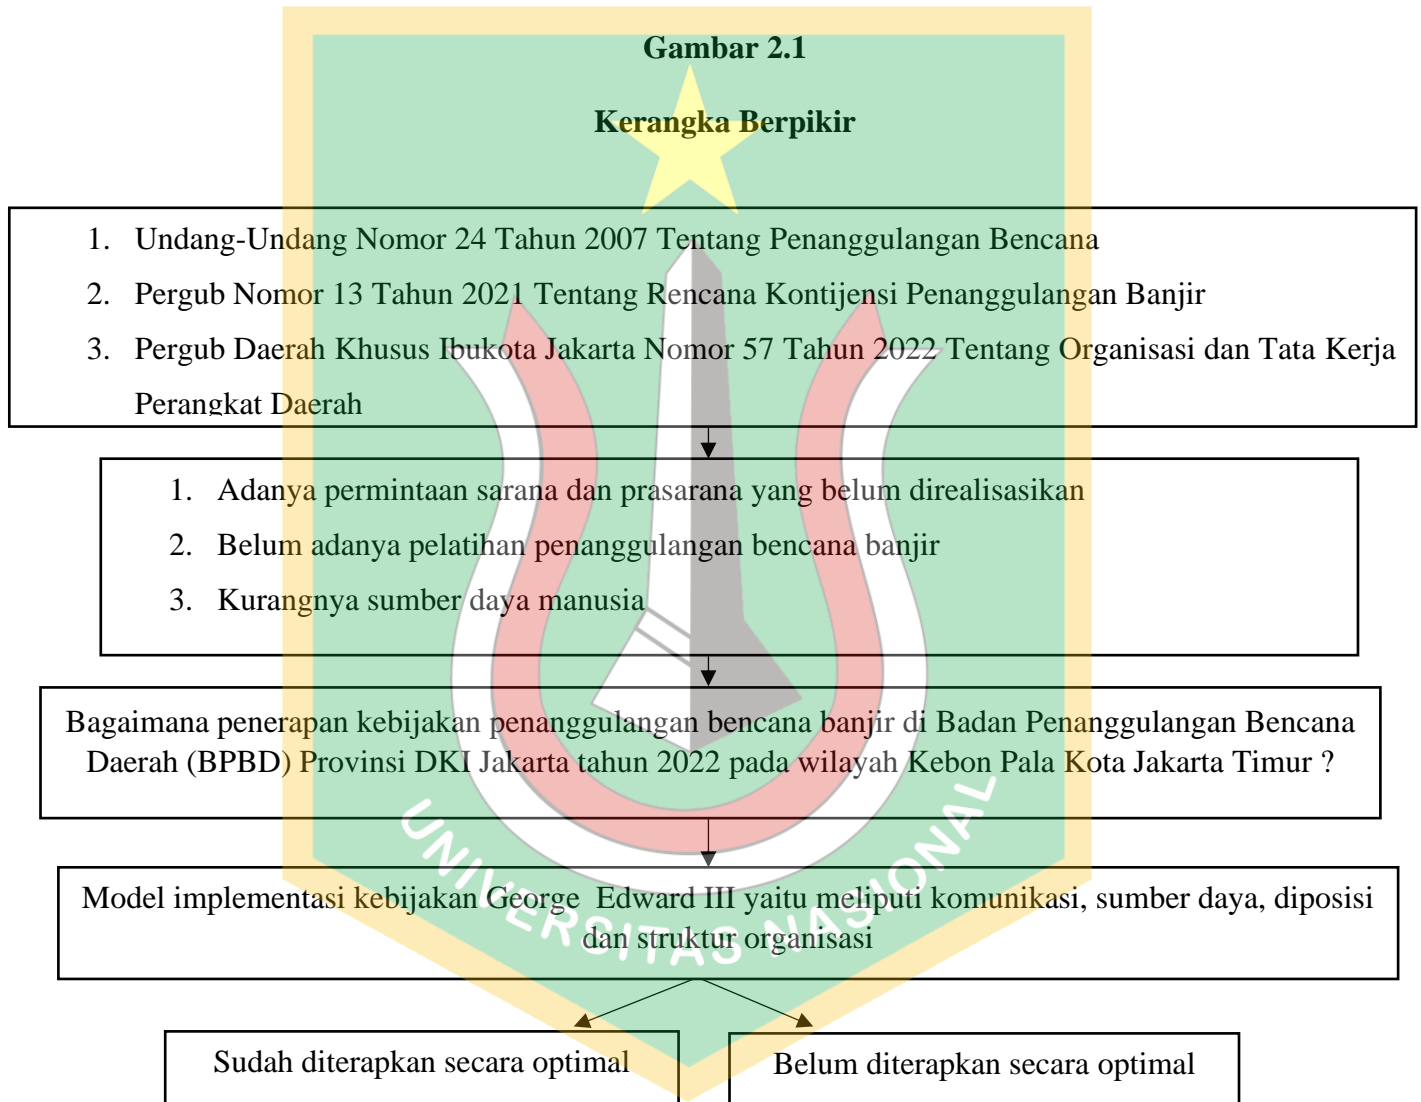 Gambar 2.1
Kerangka Berpikir
1. Undang-Undang Nomor 24 Tahun 2007 Tentang Penanggulangan Bencana
2. Pergub Nomor 13 Tahun 2021 Tentang Rencana Kontijensi Penanggulangan Banjir
3. Pergub Daerah Khusus Ibukota Jakarta Nomor 57 Tahun 2022 Tentang Organisasi dan Tata Kerja
Perangkat Daerah
1. Adanya permintaan sarana dan prasarana yang belum direalisasikan
2. Belum adanya pelatihan penanggulangan bencana banjir
3. Kurangnya sumber daya manusia
Bagaimana penerapan kebijakan penanggulangan bencana banjir di Badan Penanggulangan Bencana
Daerah (BPBD) Provinsi DKI Jakarta tahun 2022 pada wilayah Kebon Pala Kota Jakarta Timur ?
Model implementasi kebijakan George Edward III yaitu meliputi komunikasi, sumber daya, diposisi
dan struktur organisasi
Sudah diterapkan secara optimal
Belum diterapkan secara optimal
UNIVERSITAS NASIONAL